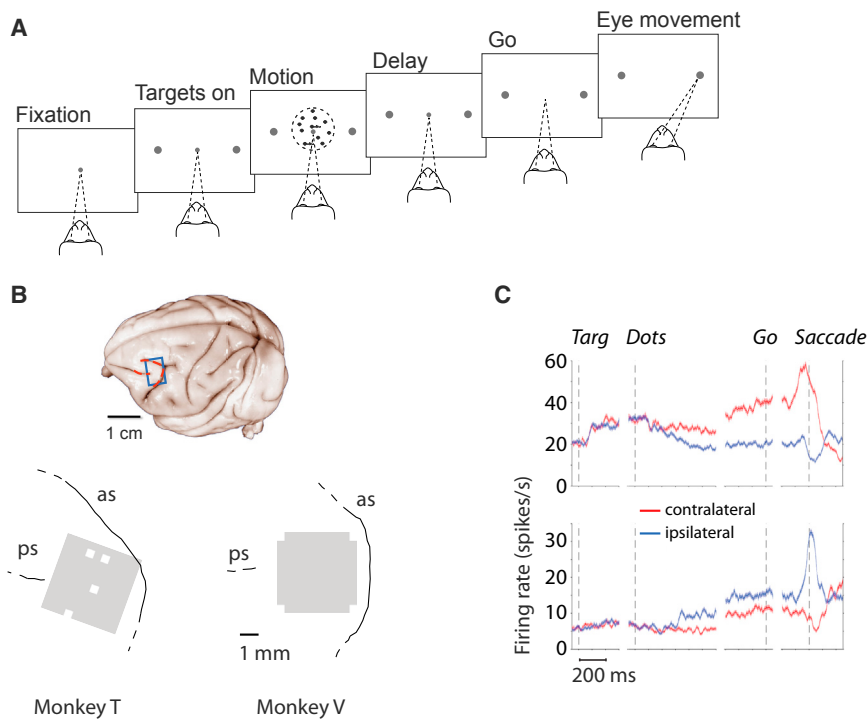 A
Fixation
Targets on
Motion
Delay
Go
Eye movement
B
1 cm
as
ps
Monkey T
as
ps
1 mm
Monkey V
C
Targ Dots Go Saccade
60
40
20
0
contralateral
ipsilateral
30
20
10
0
Firing rate (spikes/s)
200 ms